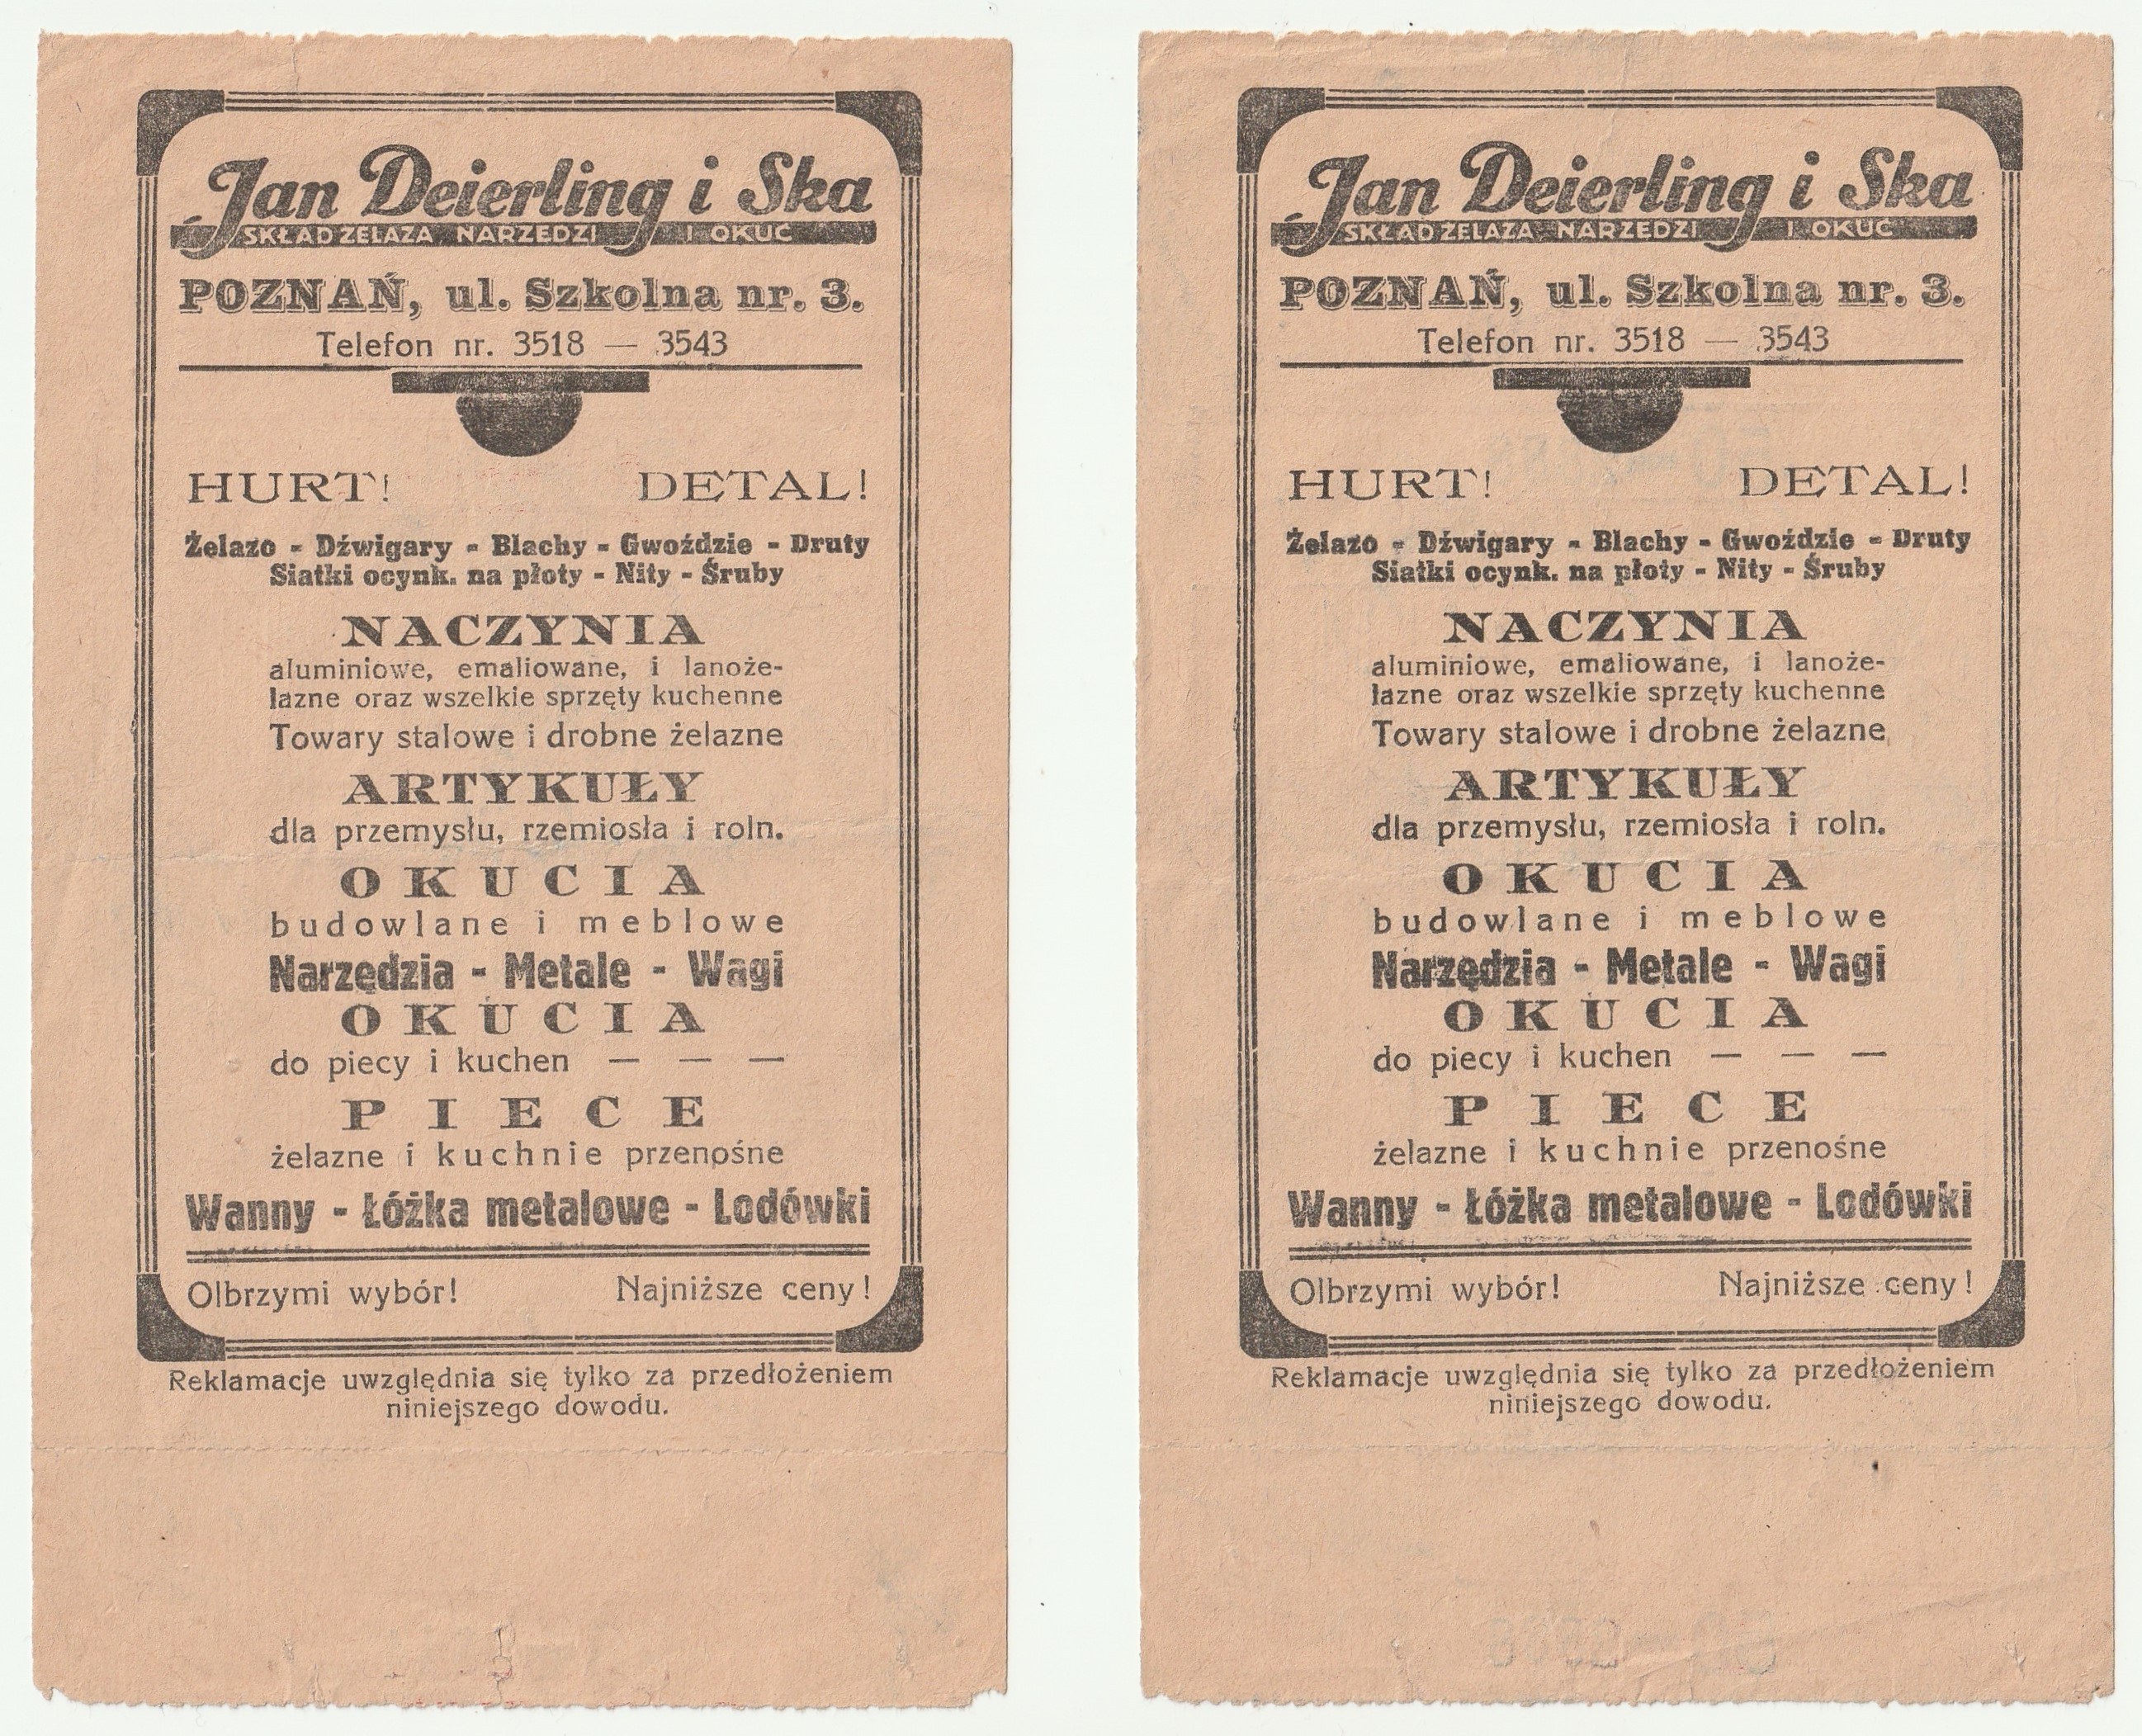 Jan Deierling i Ska
SKŁAD ŻELAZA NARZĘDZI I OKUĆ
POZNAŃ, ul. Szkolna nr. 3.
Telefon nr. 3518 — 3543
HURT! DETAL!
Żelazo - Dźwigary - Blachy - Gwoździe - Druty
Siatki ocynk. na płoty - Nity - Śruby
NACZYNIA
aluminiowe, emaliowane, i lanoże-
lazne oraz wszelkie sprzęty kuchenne
Towary stalowe i drobne żelazne
ARTYKUŁY
dla przemysłu, rzemiosła i roln.
OKUCIA
budowlane i meblowe
Narzędzia - Metale - Wagi
OKUCIA
do piecy i kuchen — — —
PIECE
żelazne i kuchnie przenośne
Wanny - Łóżka metalowe - Lodówki
Olbrzymi wybór! Najniższe ceny!
Reklamacje uwzględnia się tylko za przedłożeniem
niniejszego dowodu.
Jan Deierling i Ska
SKŁAD ŻELAZA NARZĘDZI I OKUĆ
POZNAŃ, ul. Szkolna nr. 3.
Telefon nr. 3518 — 3543
HURT! DETAL!
Żelazo - Dźwigary - Blachy - Gwoździe - Druty
Siatki ocynk. na płoty - Nity - Śruby
NACZYNIA
aluminiowe, emaliowane, i lanoże-
lazne oraz wszelkie sprzęty kuchenne
Towary stalowe i drobne żelazne
ARTYKUŁY
dla przemysłu, rzemiosła i roln.
OKUCIA
budowlane i meblowe
Narzędzia - Metale - Wagi
OKUCIA
do piecy i kuchen — — —
PIECE
żelazne i kuchnie przenośne
Wanny - Łóżka metalowe - Lodówki
Olbrzymi wybór! Najniższe ceny!
Reklamacje uwzględnia się tylko za przedłożeniem
niniejszego dowodu.